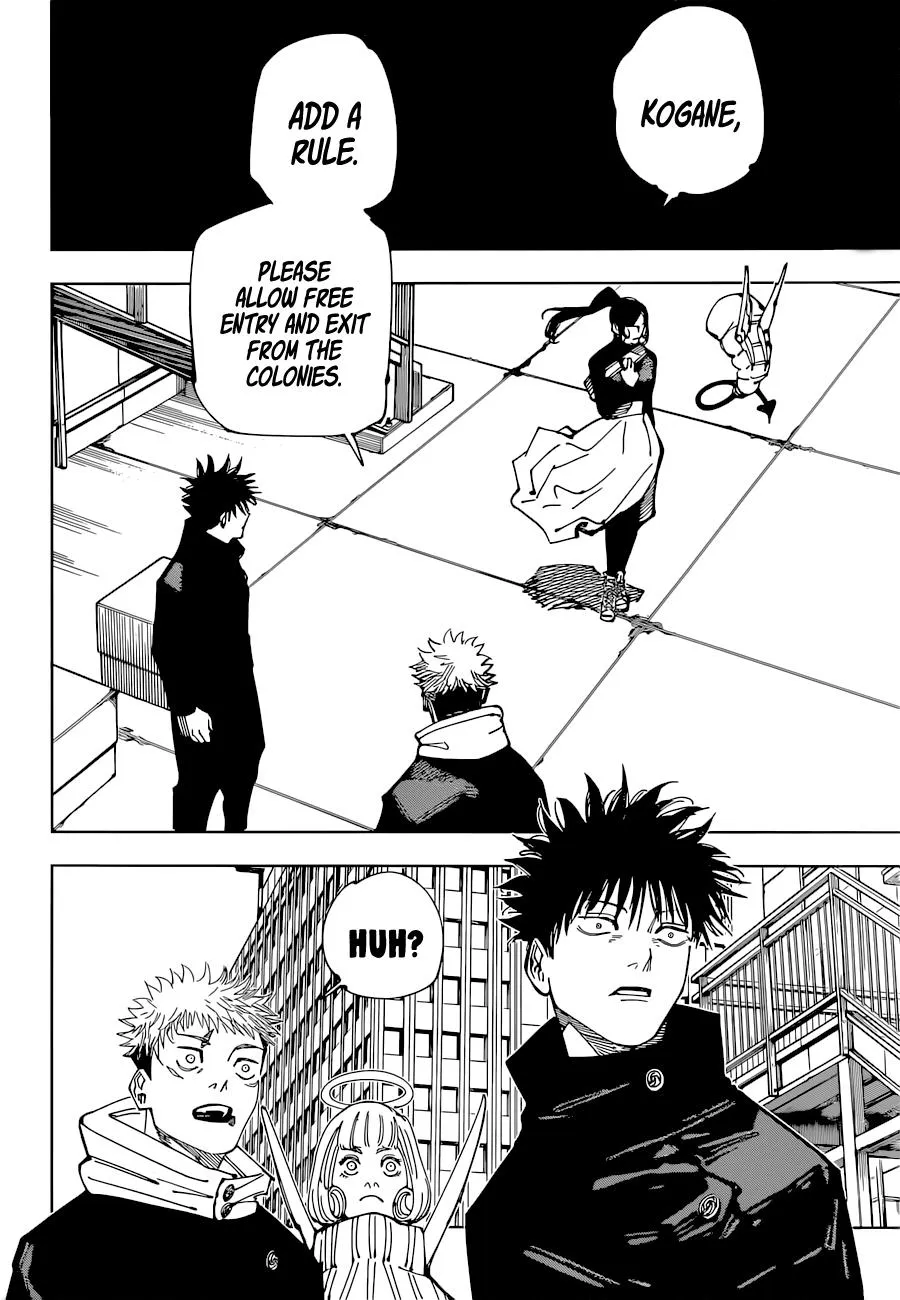 KOGANE,
ADD A
RULE.
PLEASE
ALLOW FREE
ENTRY AND EXIT
FROM THE
COLONIES.
HUH?